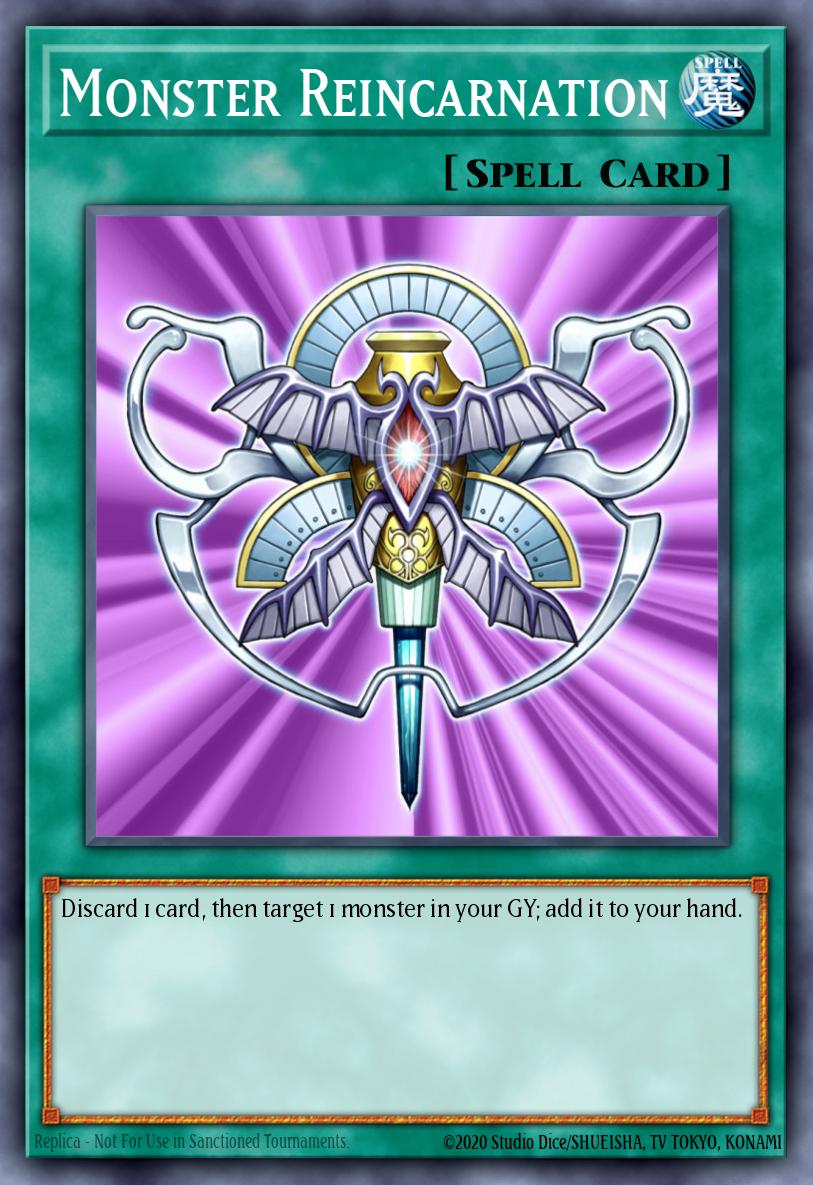 Monster Reincarnation
SPELL
魔
[ Spell Card ]
Discard 1 card, then target 1 monster in your GY; add it to your hand.
Replica - Not For Use in Sanctioned Tournaments.
©2020 Studio Dice/SHUEISHA, TV TOKYO, KONAMI